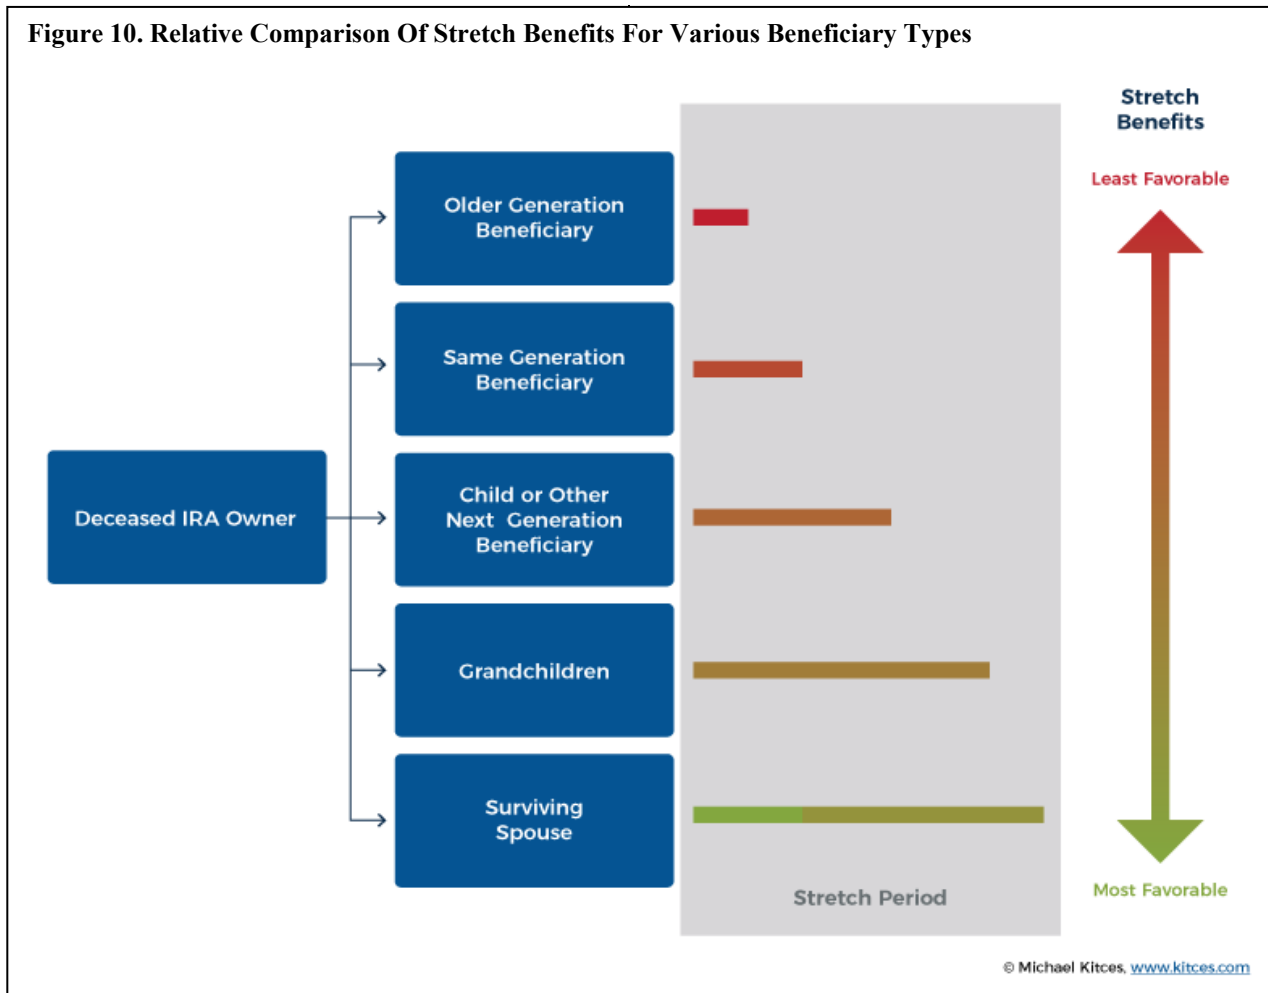 Figure 10. Relative Comparison Of Stretch Benefits For Various Beneficiary Types
Stretch
Benefits
Least Favorable
Older Generation
Beneficiary
Same Generation
Beneficiary
Deceased IRA Owner
Child or Other
Next Generation
Beneficiary
Grandchildren
Surviving
Spouse
Stretch Period
Most Favorable
© Michael Kitces, www.kitces.com